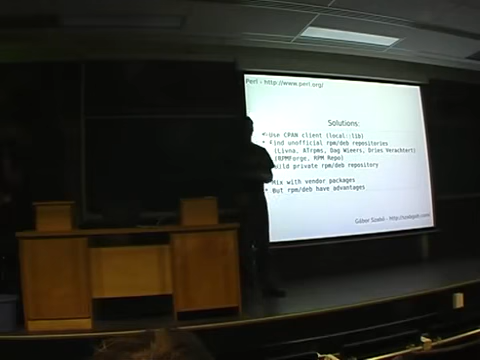 Perl - http://www.perl.org/
Solutions:
* Use CPAN client (local::lib)
* Find unofficial rpm/deb repositories
(Livna, ATrpms, Dag Wieers, Dries Verachtert)
(RPMForge, RPM Repo)
build private rpm/deb repository
* Mix with vendor packages
* But rpm/deb have advantages
Gábor Szabó - http://szabgab.com/